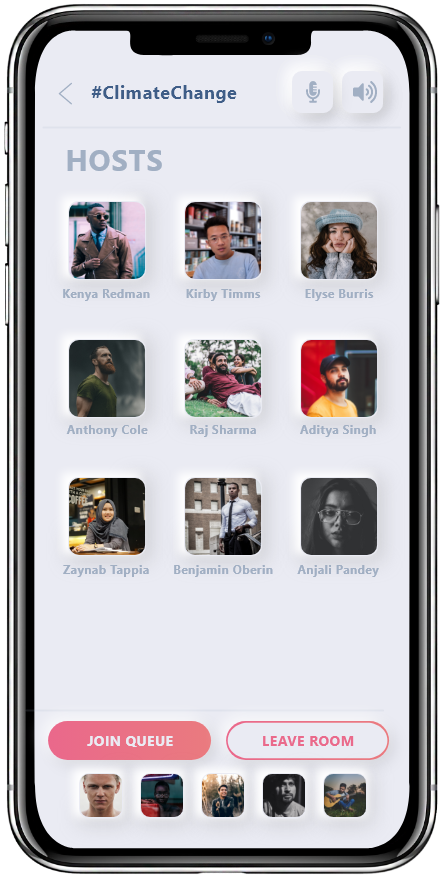 #ClimateChange
HOSTS
Kenya Redman Kirby Timms Elyse Burris
Anthony Cole Raj Sharma Aditya Singh
COFFEE
Zaynab Tappia Benjamin Oberin Anjali Pandey
JOIN QUEUE LEAVE ROOM